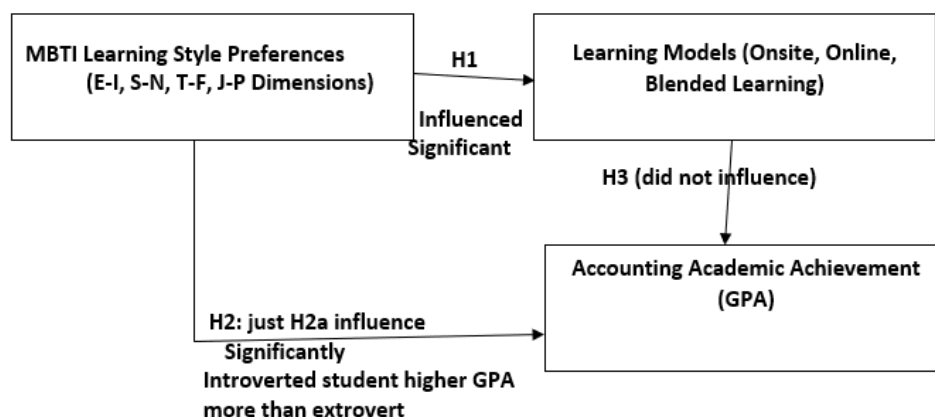 MBTI Learning Style Preferences
(E-I, S-N, T-F, J-P Dimensions)
H1
Influenced
Significant
Learning Models (Onsite, Online,
Blended Learning)
H3 (did not influence)
Accounting Academic Achievement
(GPA)
H2: just H2a influence
Significantly
Introverted student higher GPA
more than extrovert